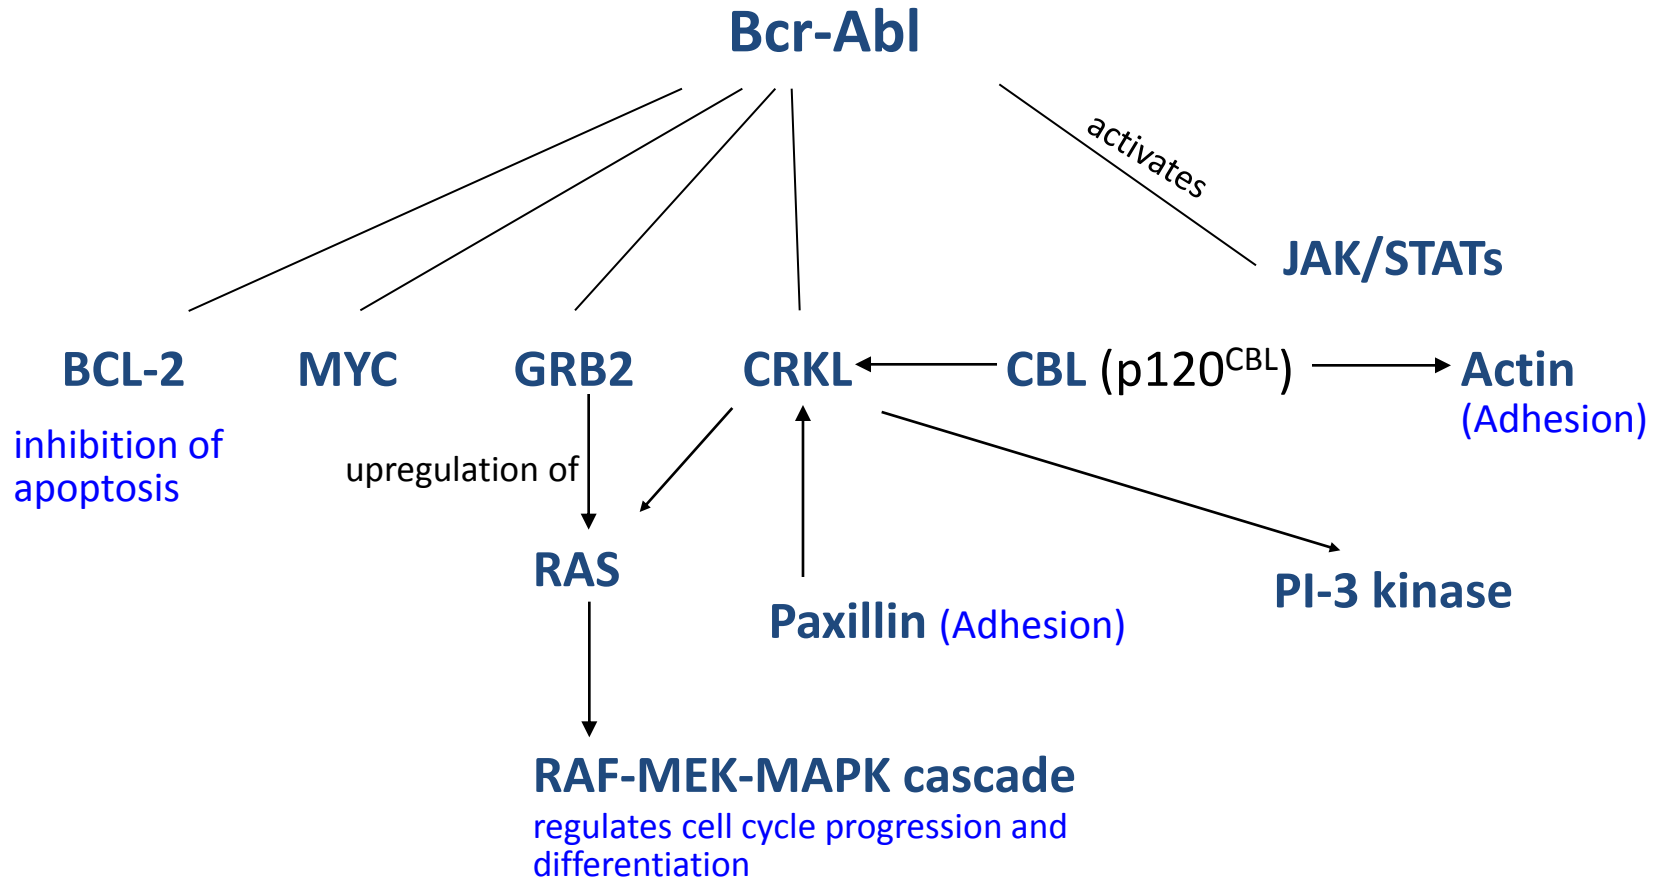 Bcr-Abl
activates
JAK/STATs
BCL-2
MYC
GRB2
CRKL
CBL (p120CBL)
Actin
(Adhesion)
inhibition of
apoptosis
upregulation of
RAS
PI-3 kinase
Paxillin (Adhesion)
RAF-MEK-MAPK cascade
regulates cell cycle progression and
differentiation